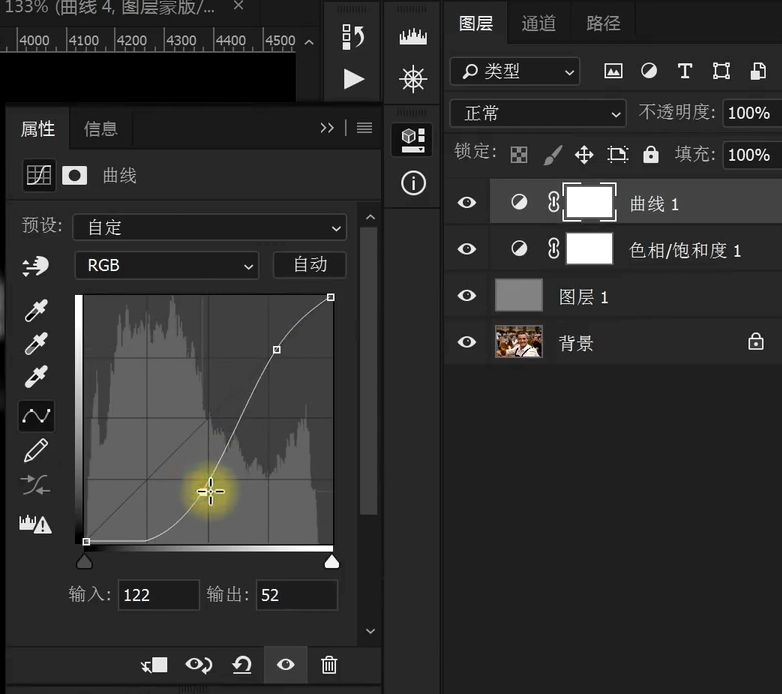 133% (曲线 4, 图层蒙版/... ×
4000 4100 4200 4300 4400 4500
属性 信息
曲线
预设: 自定
RGB 自动
输入: 122 输出: 52
图层 通道 路径
类型
正常 不透明度: 100%
锁定: 填充: 100%
曲线 1
色相/饱和度 1
图层 1
背景